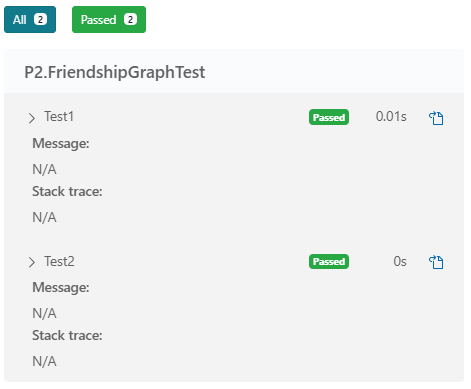 All 2 Passed 2
P2.FriendshipGraphTest
Test1 Passed 0.01s
Message:
N/A
Stack trace:
N/A
Test2 Passed 0s
Message:
N/A
Stack trace:
N/A